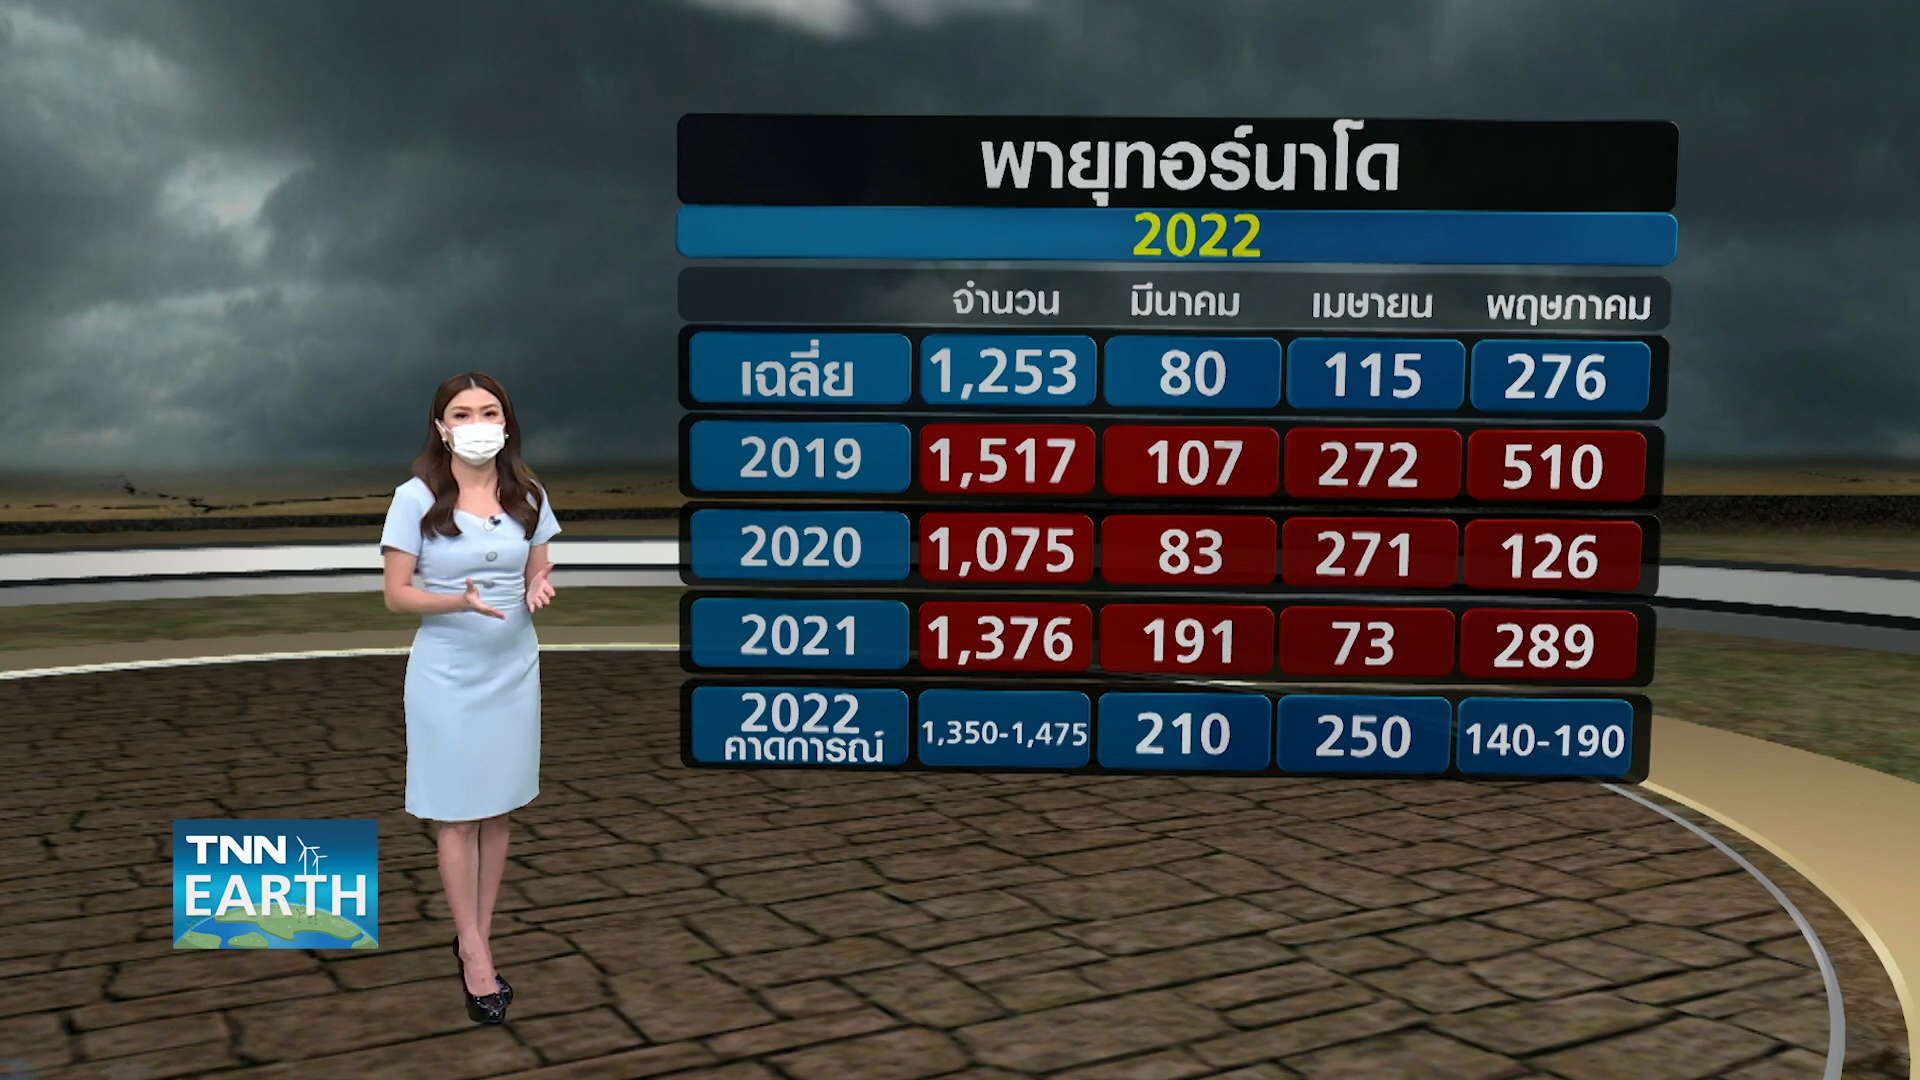 พายุทอร์นาโด
2022
จำนวน มีนาคม เมษายน พฤษภาคม
เฉลี่ย 1,253 80 115 276
2019 1,517 107 272 510
2020 1,075 83 271 126
2021 1,376 191 73 289
2022 คาดการณ์ 1,350-1,475 210 250 140-190
TNN
EARTH